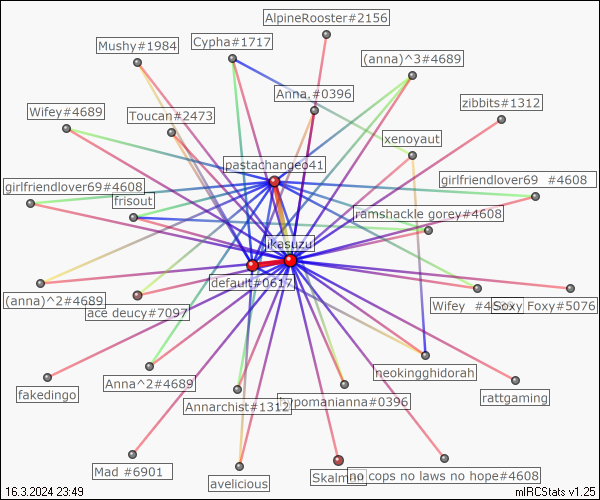 AlpineRooster#2156
Mushy#1984
Cypha#1717
(anna)^3#4689
Anna.#0396
zibbits#1312
Wifey#4689
Toucan#2473
xenoyaut
pastachangeo41
girlfriendlover69#4608
girlfriendlover69 #4608
frisout
ramshackle gorey#4608
ikasuzu
default#0617
(anna)^2#4689
ace deucy#7097
Wifey #4
Soxy Foxy#5076
neokingghidorah
Anna^2#4689
fakedingo
Annarchist#1312
hypomanianna#0396
rattgaming
Mad #6901
avelicious
Skalman
no cops no laws no hope#4608
16.3.2024 23:49
mIRCStats v1.25